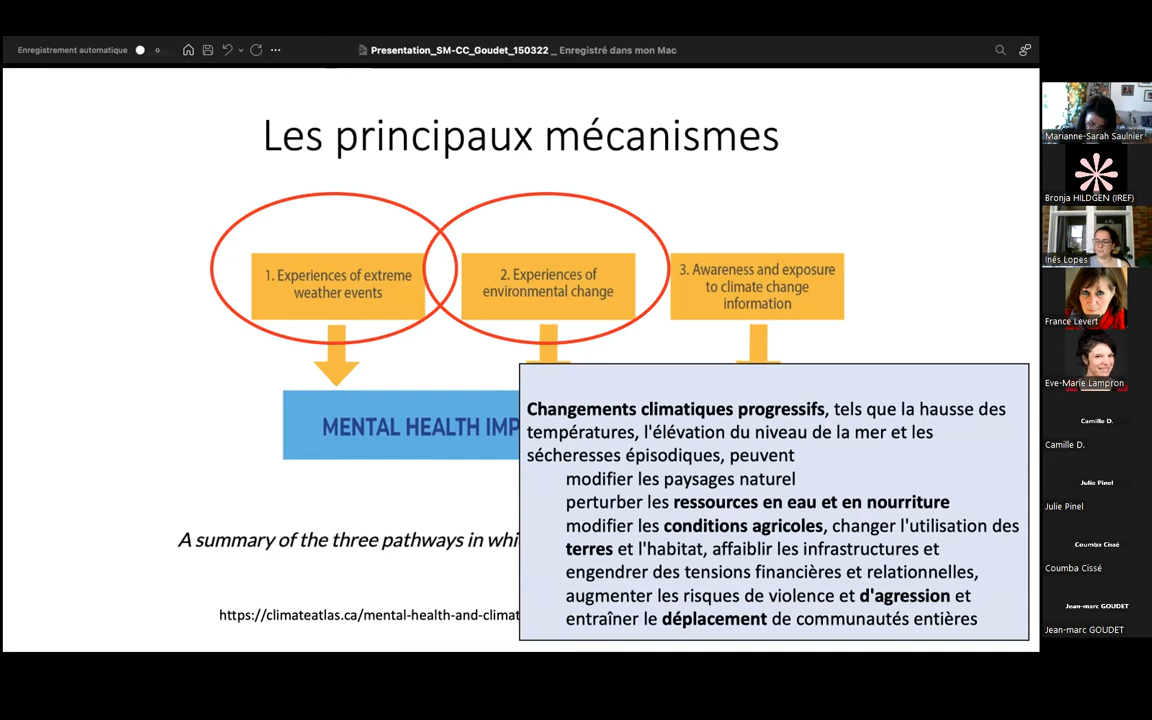 Enregistrement automatique
Presentation_SM-CC_Goudet_150322 _ Enregistré dans mon Mac
Les principaux mécanismes
1. Experiences of extreme
weather events
2. Experiences of
environmental change
3. Awareness and exposure
to climate change
information
MENTAL HEALTH IMP
Changements climatiques progressifs, tels que la hausse des
températures, l'élévation du niveau de la mer et les
sécheresses épisodiques, peuvent
modifier les paysages naturel
perturber les ressources en eau et en nourriture
modifier les conditions agricoles, changer l'utilisation des
terres et l'habitat, affaiblir les infrastructures et
engendrer des tensions financières et relationnelles,
augmenter les risques de violence et d'agression et
entraîner le déplacement de communautés entières
A summary of the three pathways in whi
https://climateatlas.ca/mental-health-and-climat
Marianne-Sarah Saulnier
Bronja HILDGEN (IREF)
Inés Lopes
France Levert
Eve-Marie Lampron
Camille D.
Camille D.
Julie Pinel
Julie Pinel
Coumba Cissé
Coumba Cissé
Jean-marc GOUDET
Jean-marc GOUDET